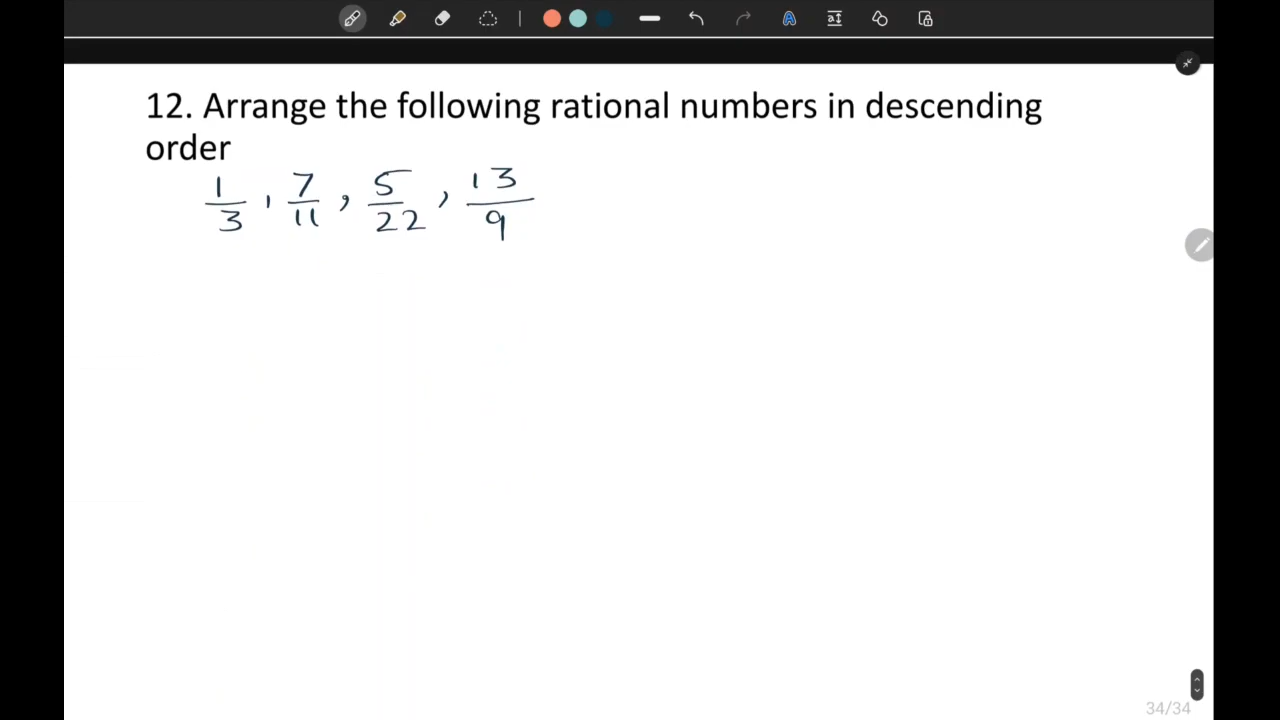 12. Arrange the following rational numbers in descending
order
1/3, 7/11, 5/22, 13/9
34/34